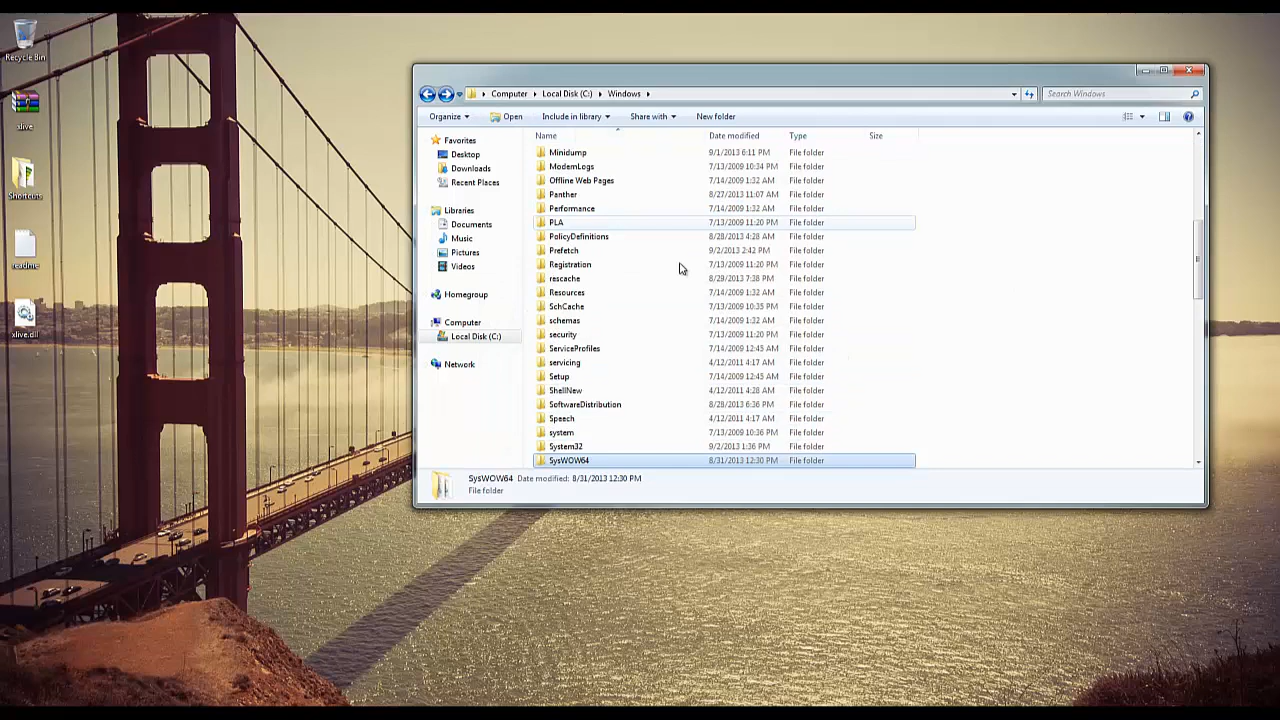 Recycle Bin
xlive
Shortcuts
readme
xlive.dll
Computer Local Disk (C:) Windows
Search Windows
Organize Open Include in library Share with New folder
Favorites
Desktop
Downloads
Recent Places
Libraries
Documents
Music
Pictures
Videos
Homegroup
Computer
Local Disk (C:)
Network
Name Date modified Type Size
Minidump 9/1/2013 6:11 PM File folder
ModemLogs 7/13/2009 10:34 PM File folder
Offline Web Pages 7/14/2009 1:32 AM File folder
Panther 8/27/2013 11:07 AM File folder
Performance 7/14/2009 1:32 AM File folder
PLA 7/13/2009 11:20 PM File folder
PolicyDefinitions 8/28/2013 4:28 AM File folder
Prefetch 9/2/2013 2:42 PM File folder
Registration 7/13/2009 11:20 PM File folder
rescache 8/29/2013 7:38 PM File folder
Resources 7/14/2009 1:32 AM File folder
SchCache 7/13/2009 10:35 PM File folder
schemas 7/14/2009 1:32 AM File folder
security 7/13/2009 11:20 PM File folder
ServiceProfiles 7/14/2009 12:45 AM File folder
servicing 4/12/2011 4:17 AM File folder
Setup 7/14/2009 12:45 AM File folder
ShellNew 4/12/2011 4:28 AM File folder
SoftwareDistribution 8/28/2013 6:36 PM File folder
Speech 4/12/2011 4:17 AM File folder
system 7/13/2009 10:36 PM File folder
System32 9/2/2013 1:36 PM File folder
SysWOW64 8/31/2013 12:30 PM File folder
SysWOW64 Date modified: 8/31/2013 12:30 PM
File folder